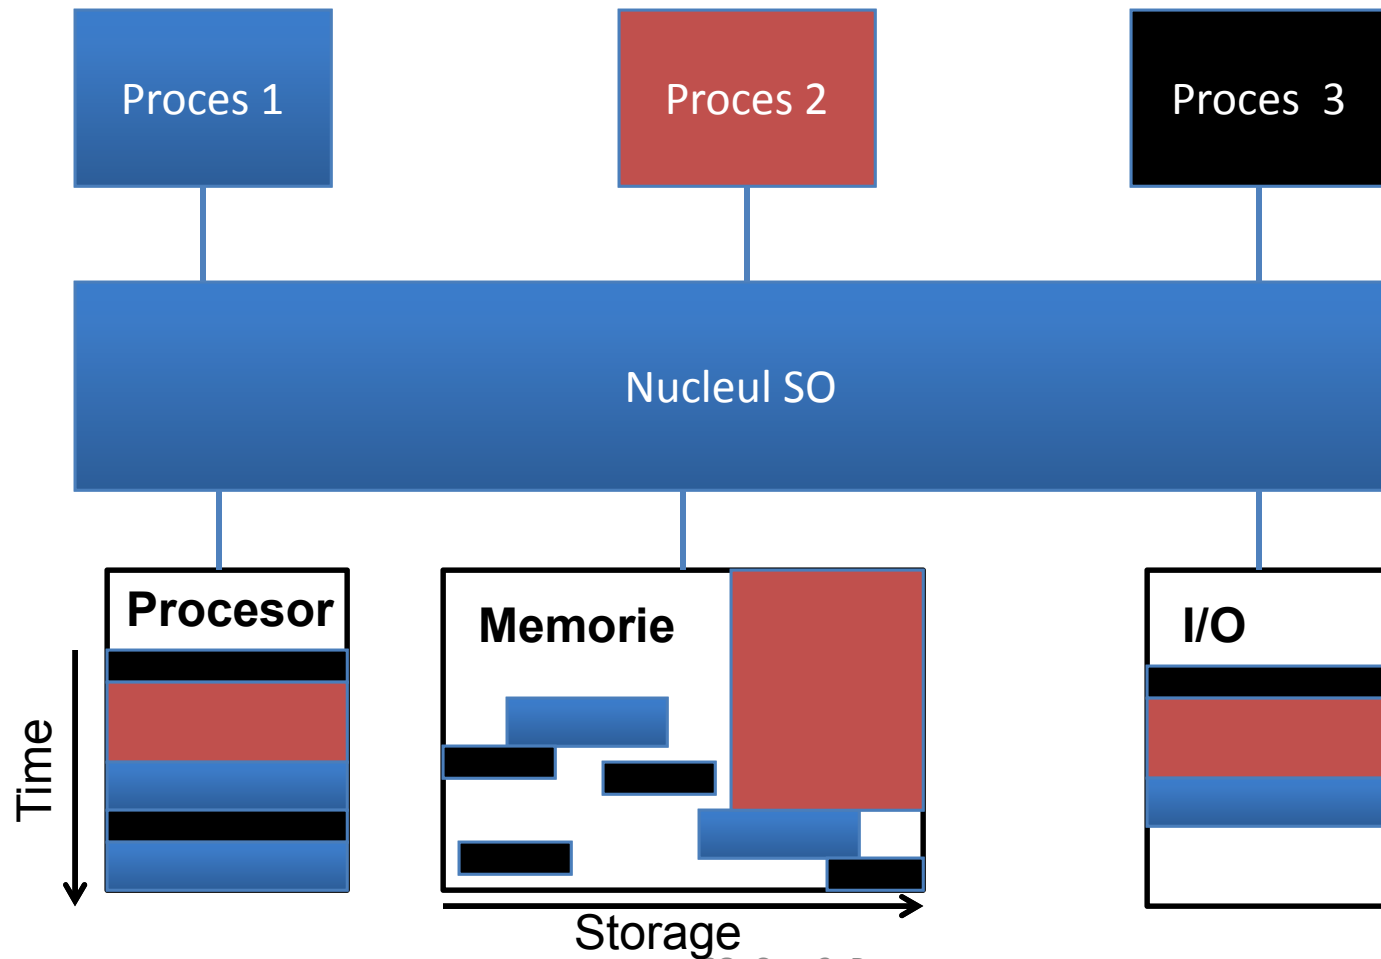 Proces 1
Proces 2
Proces 3
Nucleul SO
Procesor
Memorie
I/O
Time
Storage